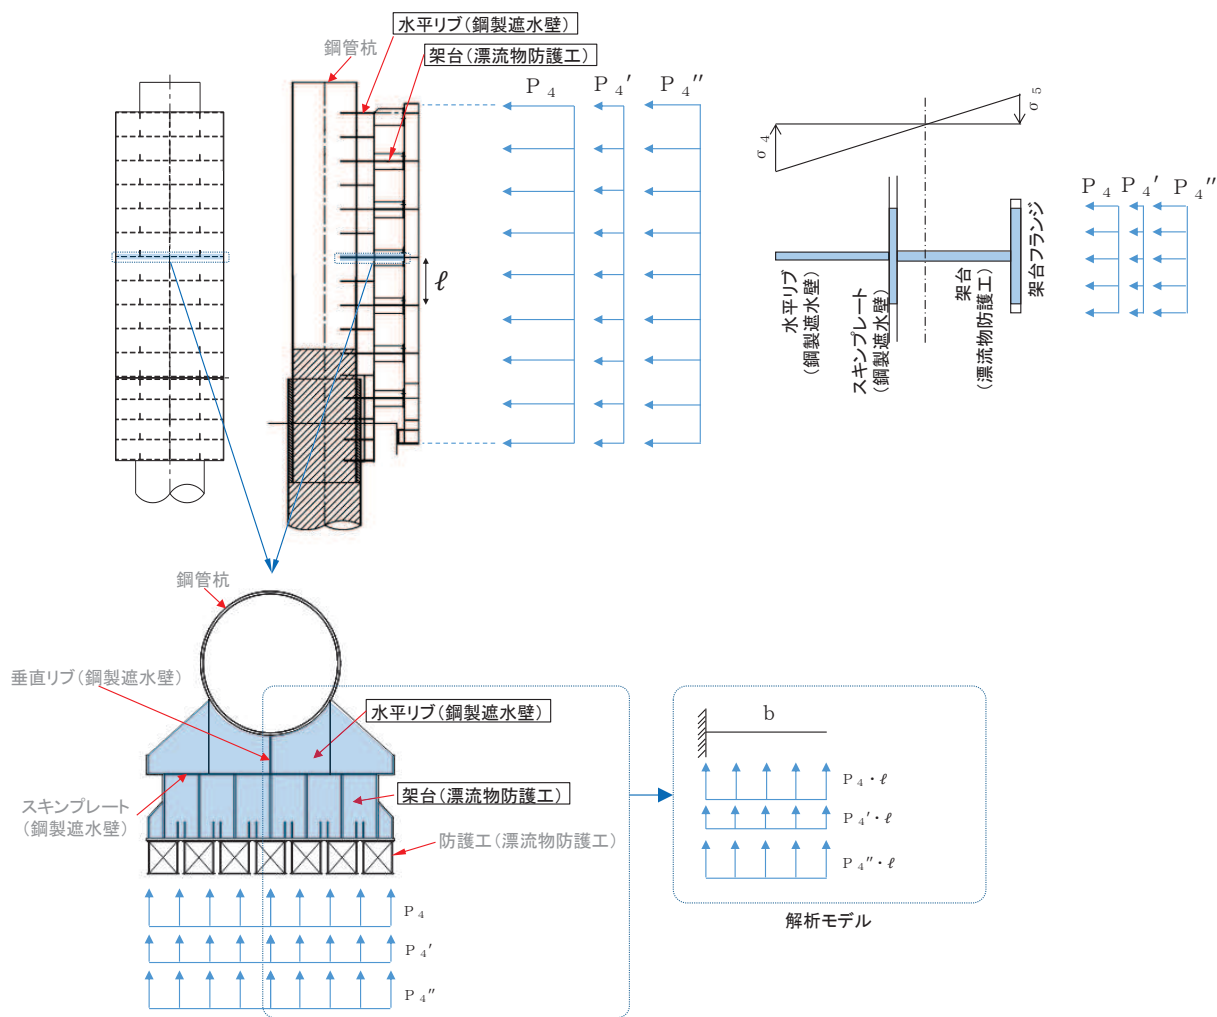 水平リブ(鋼製遮水壁)
鋼管杭
架台(漂流物防護工)
P₄ P₄′ P₄″
ℓ
σ₄
σ₅
P₄ P₄′ P₄″
水平リブ
(鋼製遮水壁)
スキンプレート
(鋼製遮水壁)
架台
(漂流物防護工)
架台フランジ
鋼管杭
垂直リブ(鋼製遮水壁)
水平リブ(鋼製遮水壁)
スキンプレート
(鋼製遮水壁)
架台(漂流物防護工)
防護工(漂流物防護工)
P₄
P₄′
P₄″
b
P₄・ℓ
P₄′・ℓ
P₄″・ℓ
解析モデル